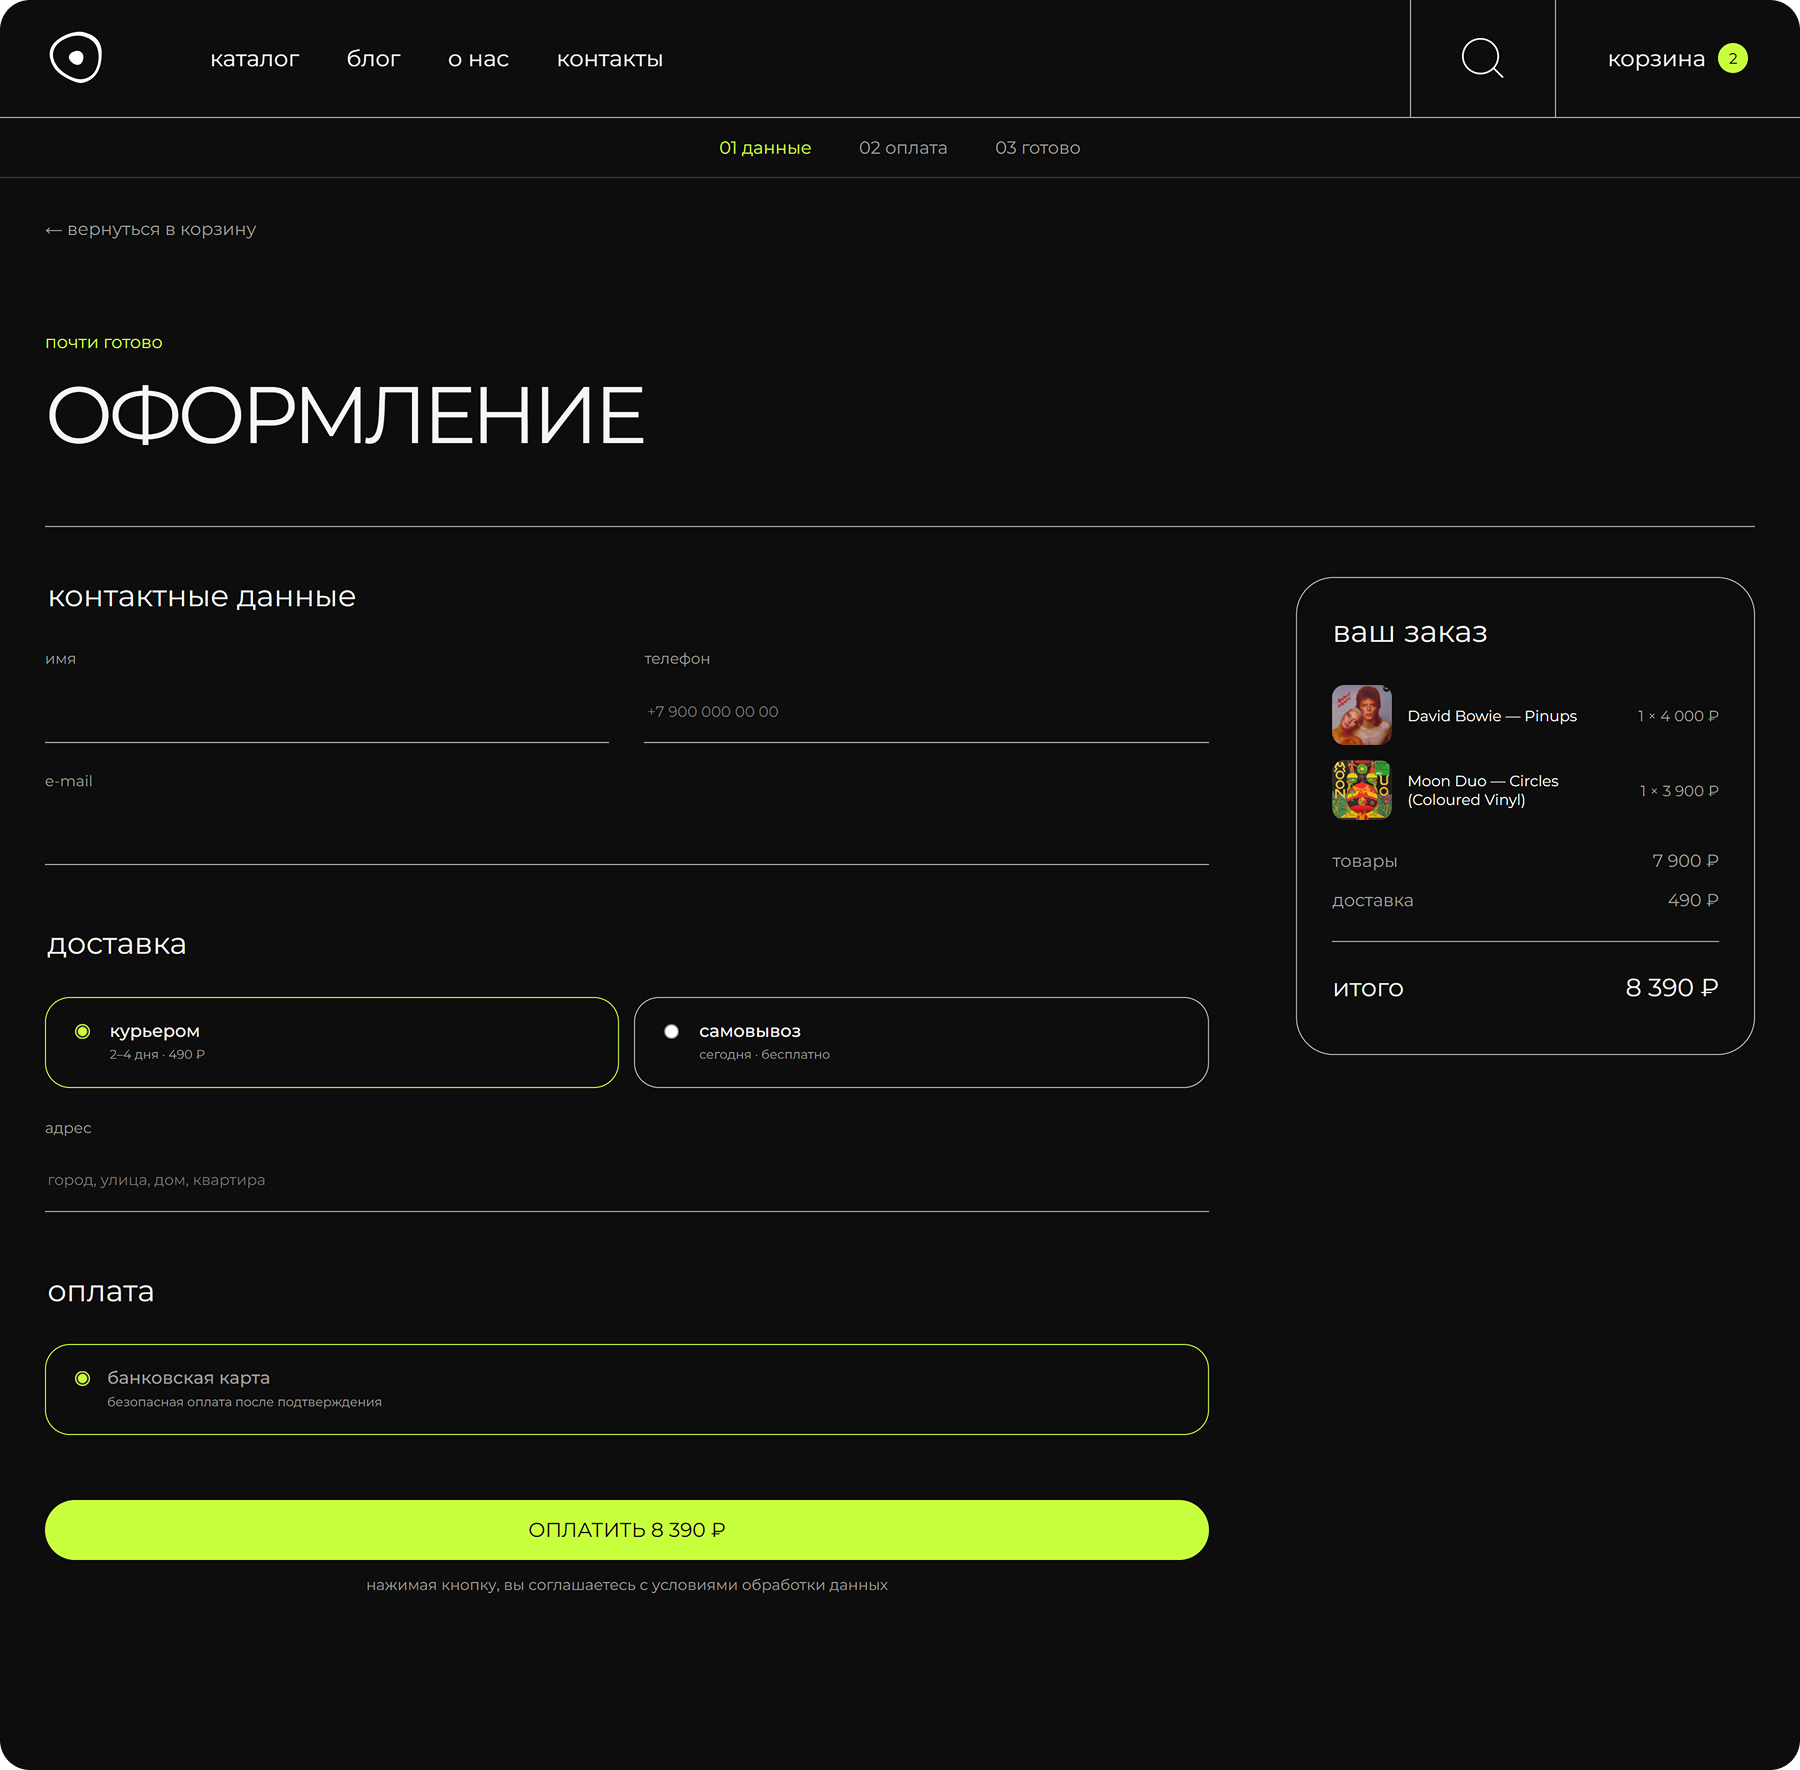 каталог блог о нас контакты корзина 2
01 данные 02 оплата 03 готово
← вернуться в корзину
почти готово
ОФОРМЛЕНИЕ
контактные данные
имя
телефон
+7 900 000 00 00
e-mail
доставка
курьером
2–4 дня · 490 ₽
самовывоз
сегодня · бесплатно
адрес
город, улица, дом, квартира
оплата
банковская карта
безопасная оплата после подтверждения
ОПЛАТИТЬ 8 390 ₽
нажимая кнопку, вы соглашаетесь с условиями обработки данных
ваш заказ
David Bowie — Pinups 1 × 4 000 ₽
MOON
DUO
Moon Duo — Circles
(Coloured Vinyl)
1 × 3 900 ₽
товары 7 900 ₽
доставка 490 ₽
итого 8 390 ₽